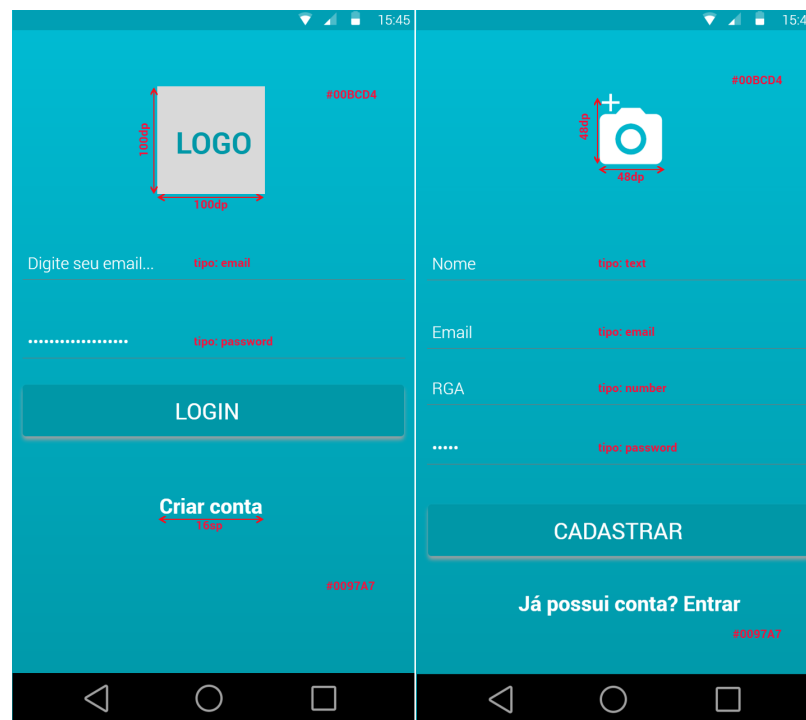 15:45
#00BCD4
100dp
LOGO
100dp
Digite seu email...
tipo: email
tipo: password
LOGIN
Criar conta
16sp
#0097A7
#00BCD4
48dp
48dp
Nome
tipo: text
Email
tipo: email
RGA
tipo: number
tipo: password
CADASTRAR
Já possui conta? Entrar
#0097A7